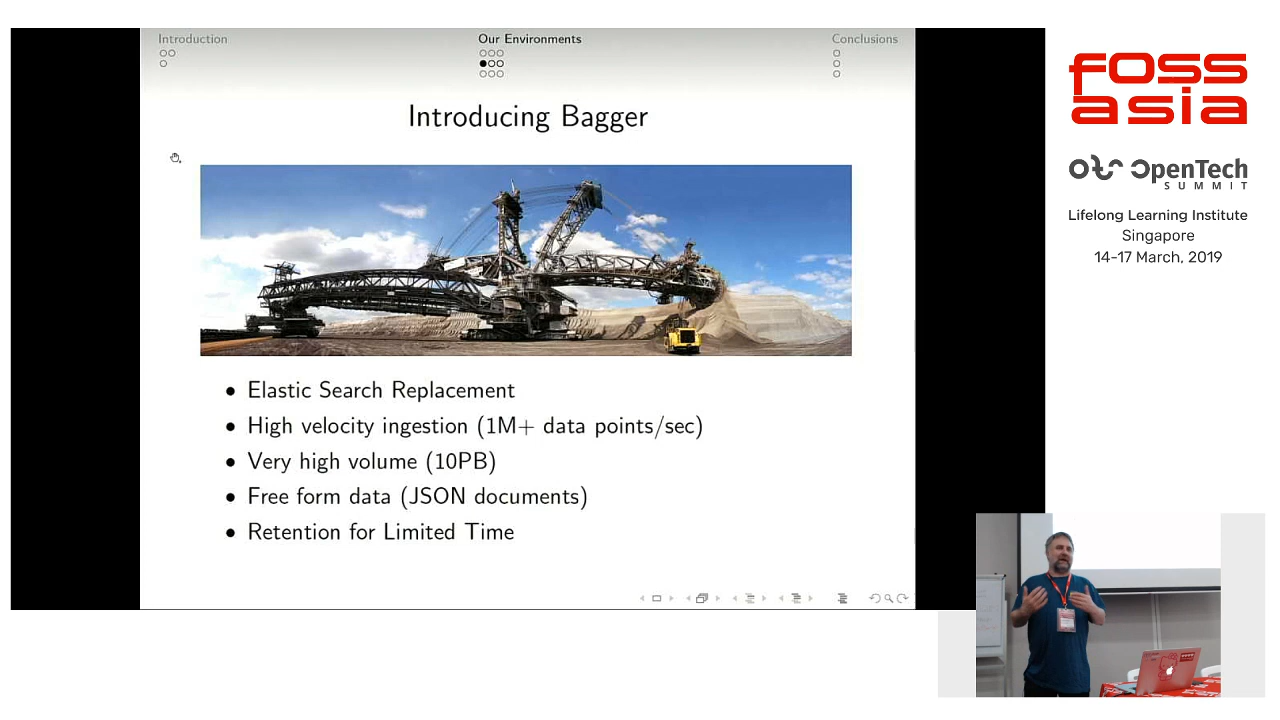 Introduction
Our Environments
Conclusions
Introducing Bagger
• Elastic Search Replacement
• High velocity ingestion (1M+ data points/sec)
• Very high volume (10PB)
• Free form data (JSON documents)
• Retention for Limited Time
foss
asia
OpenTech
SUMMIT
Lifelong Learning Institute
Singapore
14-17 March, 2019